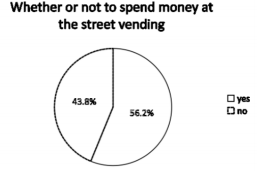 Whether or not to spend money at
the street vending
43.8%
56.2%
yes
no